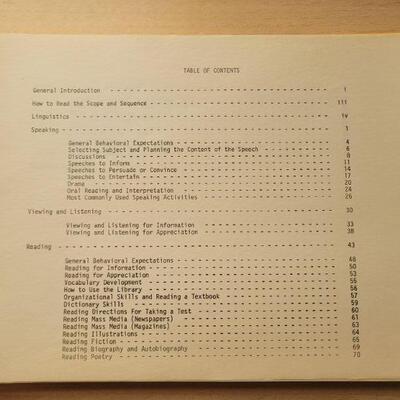 TABLE OF CONTENTS
General Introduction - - - - - - - - - - - - - - - - - - - - - - - - - - - i
How to Read the Scope and Sequence - - - - - - - - - - - - - - - - - - - - iii
Linguistics - - - - - - - - - - - - - - - - - - - - - - - - - - - - - - - iv
Speaking - - - - - - - - - - - - - - - - - - - - - - - - - - - - - - - - 1
General Behavioral Expectations - - - - - - - - - - - - - - - - - - 4
Selecting Subject and Planning the Content of the Speech - - - - - - 6
Discussions - - - - - - - - - - - - - - - - - - - - - - - - - - - - 8
Speeches to Inform - - - - - - - - - - - - - - - - - - - - - - - - 11
Speeches to Persuade or Convince - - - - - - - - - - - - - - - - - 14
Speeches to Entertain - - - - - - - - - - - - - - - - - - - - - - - 17
Drama - - - - - - - - - - - - - - - - - - - - - - - - - - - - - - 20
Oral Reading and Interpretation - - - - - - - - - - - - - - - - - - 24
Most Commonly Used Speaking Activities - - - - - - - - - - - - - - 26
Viewing and Listening - - - - - - - - - - - - - - - - - - - - - - - - - - 30
Viewing and Listening for Information - - - - - - - - - - - - - - - 33
Viewing and Listening for Appreciation - - - - - - - - - - - - - - 38
Reading - - - - - - - - - - - - - - - - - - - - - - - - - - - - - - - - 43
General Behavioral Expectations - - - - - - - - - - - - - - - - - - 48
Reading for Information - - - - - - - - - - - - - - - - - - - - - - 50
Reading for Appreciation - - - - - - - - - - - - - - - - - - - - - 53
Vocabulary Development - - - - - - - - - - - - - - - - - - - - - - 55
How to Use the Library - - - - - - - - - - - - - - - - - - - - - - 56
Organizational Skills and Reading a Textbook - - - - - - - - - - - 57
Dictionary Skills - - - - - - - - - - - - - - - - - - - - - - - - 59
Reading Directions For Taking a Test - - - - - - - - - - - - - - - 60
Reading Mass Media (Newspapers) - - - - - - - - - - - - - - - - - - 61
Reading Mass Media (Magazines) - - - - - - - - - - - - - - - - - - 63
Reading Illustrations - - - - - - - - - - - - - - - - - - - - - - - 64
Reading Fiction - - - - - - - - - - - - - - - - - - - - - - - - - - 65
Reading Biography and Autobiography - - - - - - - - - - - - - - - - 69
Reading Poetry - - - - - - - - - - - - - - - - - - - - - - - - - - 70